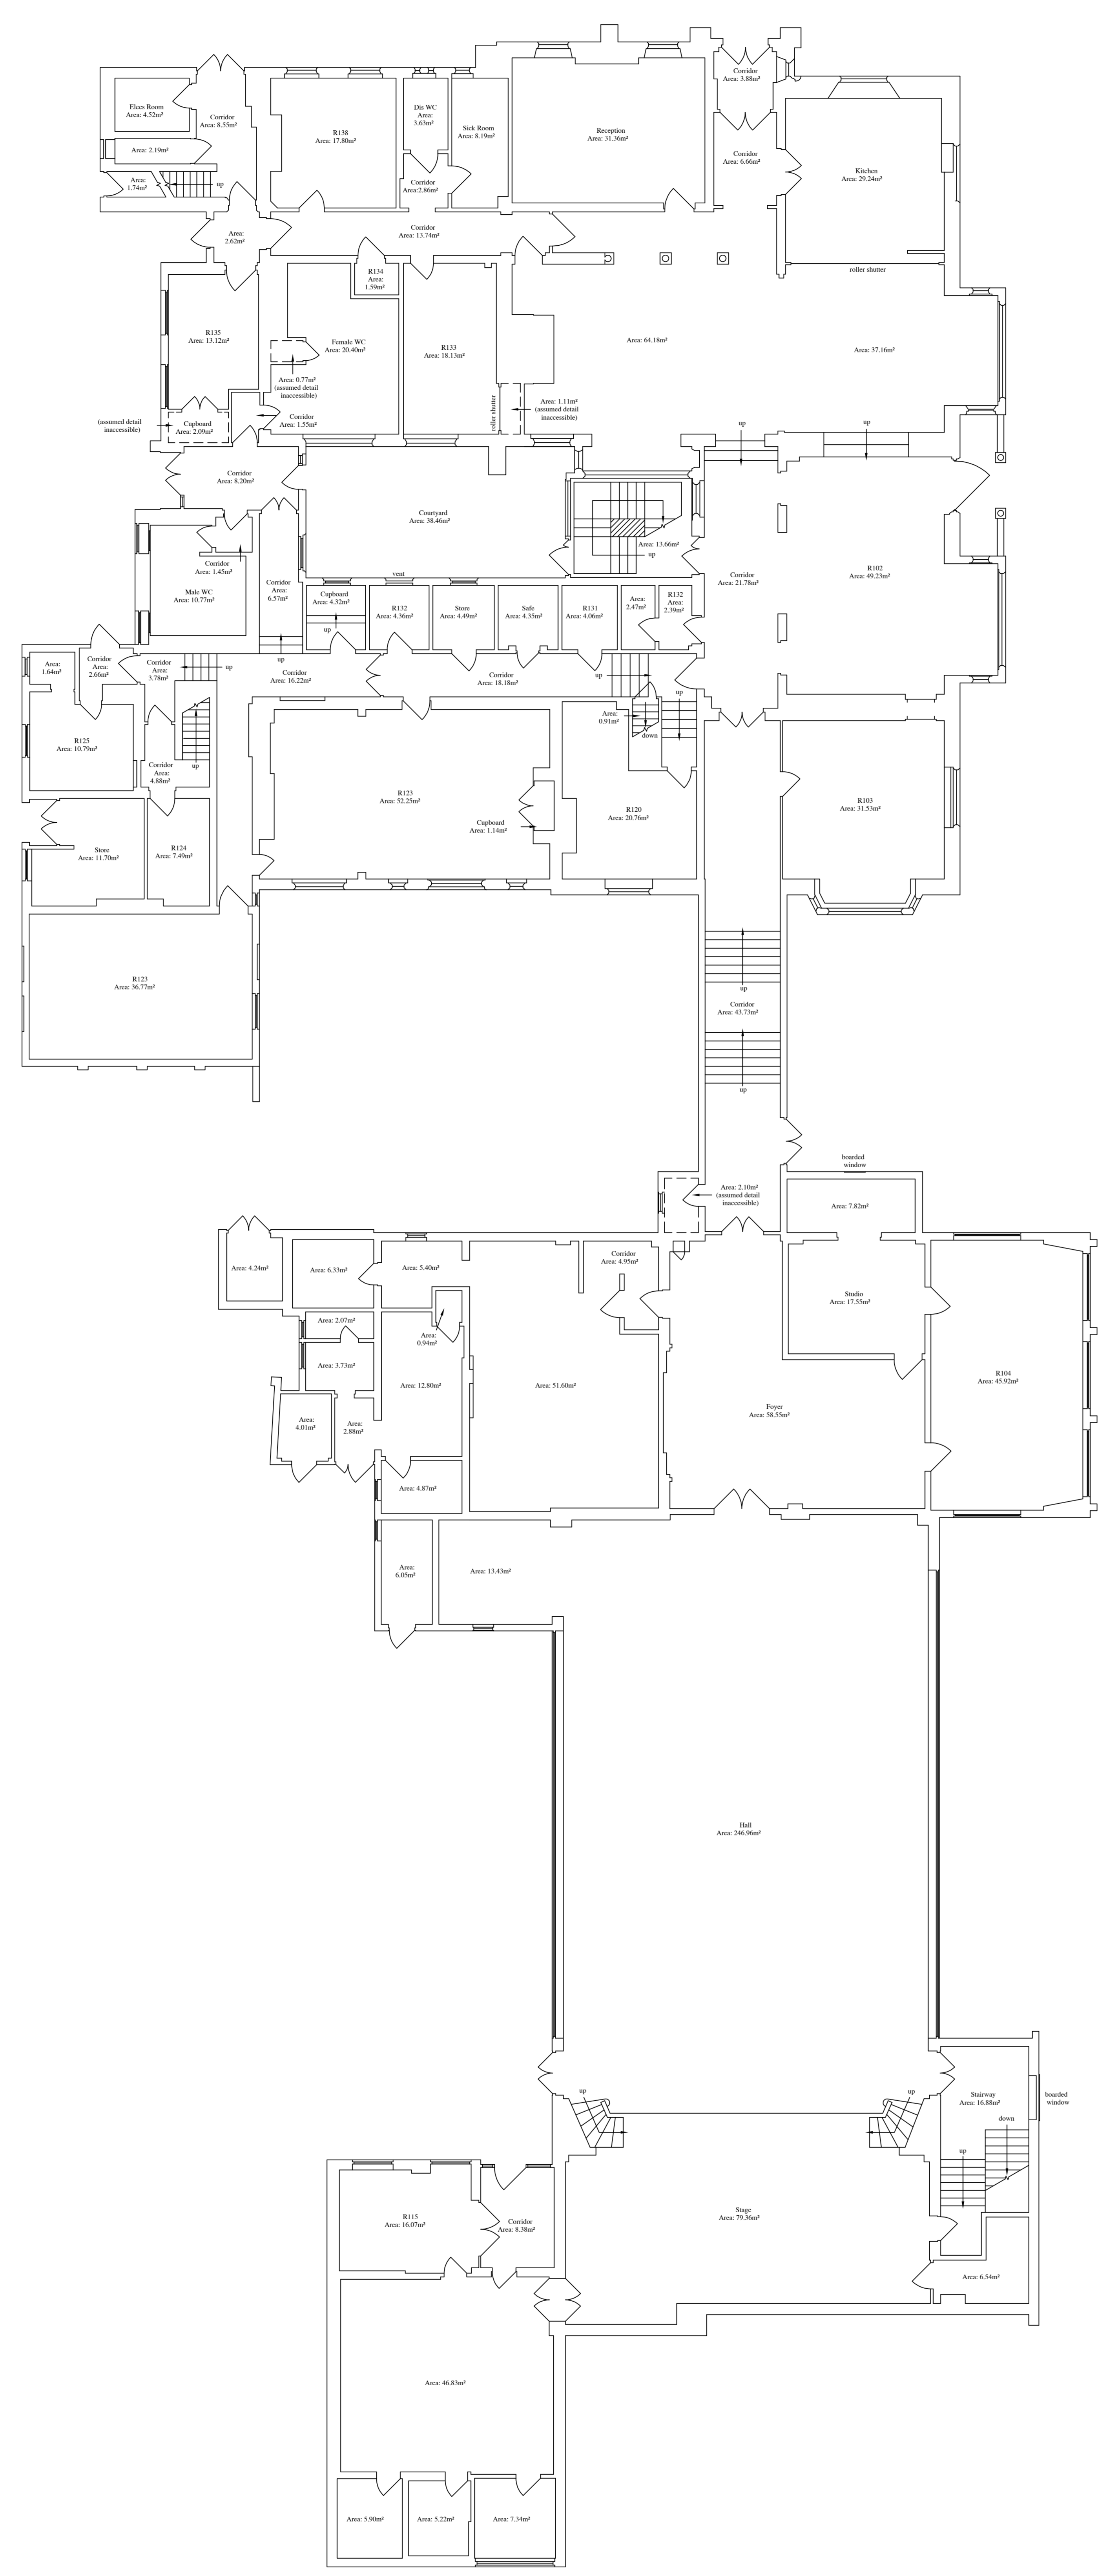 Corridor
Area: 3.88m²
Elecs Room
Area: 4.52m²
Corridor
Area: 8.55m²
R138
Area: 17.80m²
Dis WC
Area:
3.63m²
Sick Room
Area: 8.19m²
Reception
Area: 31.36m²
Corridor
Area: 6.66m²
Kitchen
Area: 29.24m²
Area: 2.19m²
Area:
1.74m²
up
Corridor
Area:2.86m²
Area:
2.62m²
Corridor
Area: 13.74m²
roller shutter
R134
Area:
1.59m²
R135
Area: 13.12m²
Female WC
Area: 20.40m²
R133
Area: 18.13m²
Area: 64.18m²
Area: 37.16m²
Area: 0.77m²
(assumed detail
inaccessible)
roller shutter
Area: 1.11m²
(assumed detail
inaccessible)
(assumed detail
inaccessible)
Cupboard
Area: 2.09m²
Corridor
Area: 1.55m²
up
up
Corridor
Area: 8.20m²
Courtyard
Area: 38.46m²
Area: 13.66m²
up
vent
Corridor
Area: 21.78m²
R102
Area: 49.23m²
Corridor
Area: 1.45m²
Male WC
Area: 10.77m²
Corridor
Area:
6.57m²
up
Cupboard
Area: 4.32m²
up
R132
Area: 4.36m²
Store
Area: 4.49m²
Safe
Area: 4.35m²
R131
Area: 4.06m²
Area:
2.47m²
R132
Area:
2.39m²
Area:
1.64m²
Corridor
Area:
2.66m²
Corridor
Area:
3.78m²
up
Corridor
Area: 16.22m²
Corridor
Area: 18.18m²
up
up
Area:
0.91m²
down
R125
Area: 10.79m²
Corridor
Area:
4.88m²
up
R123
Area: 52.25m²
Cupboard
Area: 1.14m²
R120
Area: 20.76m²
R103
Area: 31.53m²
Store
Area: 11.70m²
R124
Area: 7.49m²
R123
Area: 36.77m²
up
Corridor
Area: 43.73m²
up
boarded
window
Area: 2.10m²
(assumed detail
inaccessible)
Area: 7.82m²
Area: 4.24m²
Area: 6.33m²
Area: 5.40m²
Corridor
Area: 4.95m²
Studio
Area: 17.55m²
Area: 2.07m²
Area:
0.94m²
Area: 3.73m²
Area: 12.80m²
Area: 51.60m²
R104
Area: 45.92m²
Foyer
Area: 58.55m²
Area:
4.01m²
Area:
2.88m²
Area: 4.87m²
Area:
6.05m²
Area: 13.43m²
Hall
Area: 246.96m²
up
up
Stairway
Area: 16.88m²
boarded
window
down
up
Stage
Area: 79.36m²
R115
Area: 16.07m²
Corridor
Area: 8.38m²
Area: 6.54m²
Area: 46.83m²
Area: 5.90m²
Area: 5.22m²
Area: 7.34m²